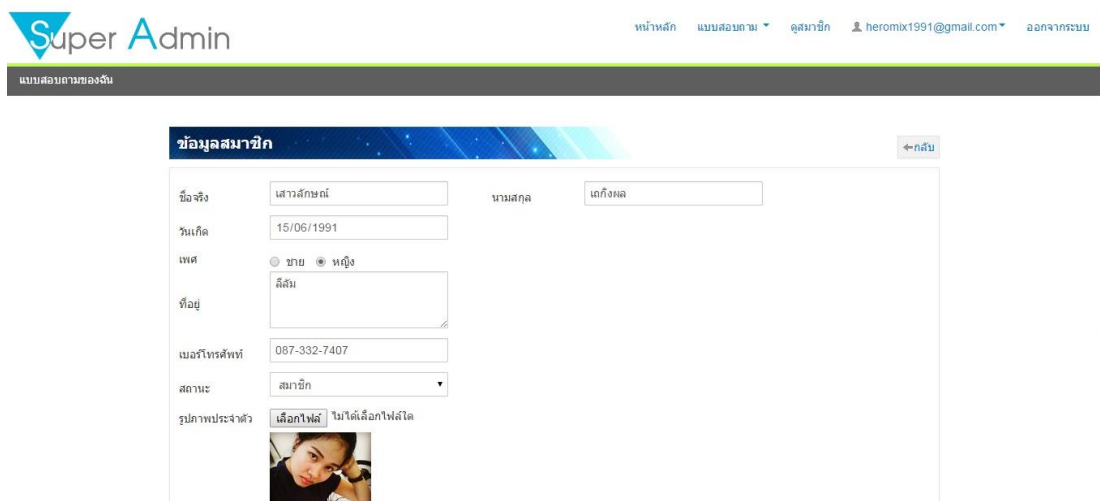 Super Admin
หน้าหลัก แบบสอบถาม ดูสมาชิก heromix1991@gmail.com ออกจากระบบ
แบบสอบถามของฉัน
ข้อมูลสมาชิก
กลับ
ชื่อจริง เสาวลักษณ์ นามสกุล เถกิงผล
วันเกิด 15/06/1991
เพศ ชาย หญิง
ที่อยู่ ลีลัม
เบอร์โทรศัพท์ 087-332-7407
สถานะ สมาชิก
รูปภาพประจำตัว เลือกไฟล์ ไม่ได้เลือกไฟล์ใด